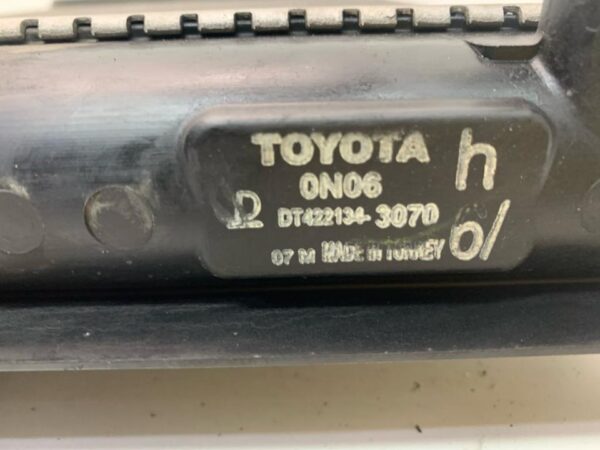 TOYOTA
0N06 h
D DT422134-3070
07 M MADE IN TURKEY 6/